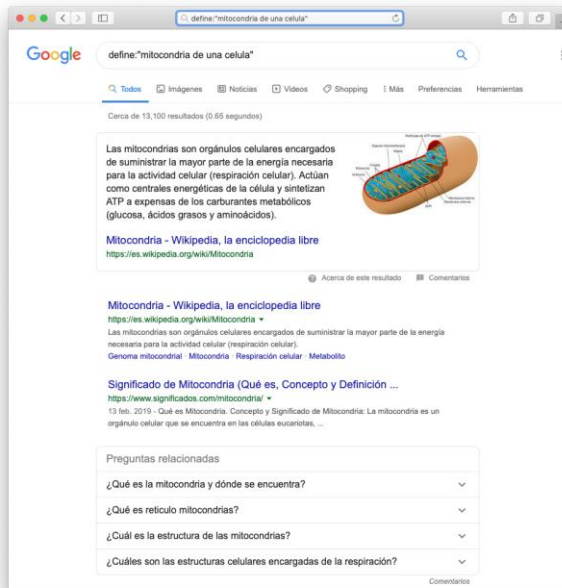 define:"mitocondria de una celula"
Google
define:"mitocondria de una celula"
Todos Imágenes Noticias Vídeos Shopping Más Preferencias Herramientas
Cerca de 13,100 resultados (0.65 segundos)
Las mitocondrias son orgánulos celulares encargados
de suministrar la mayor parte de la energía necesaria
para la actividad celular (respiración celular). Actúan
como centrales energéticas de la célula y sintetizan
ATP a expensas de los carburantes metabólicos
(glucosa, ácidos grasos y aminoácidos).
Mitocondria - Wikipedia, la enciclopedia libre
https://es.wikipedia.org/wiki/Mitocondria
Acerca de este resultado Comentarios
Mitocondria - Wikipedia, la enciclopedia libre
https://es.wikipedia.org/wiki/Mitocondria
Las mitocondrias son orgánulos celulares encargados de suministrar la mayor parte de la energía
necesaria para la actividad celular (respiración celular).
Genoma mitocondrial · Mitocondria · Respiración celular · Metabolito
Significado de Mitocondria (Qué es, Concepto y Definición ...
https://www.significados.com/mitocondria/
13 feb. 2019 - Qué es Mitocondria. Concepto y Significado de Mitocondria: La mitocondria es un
orgánulo celular que se encuentra en las células eucariotas, ...
Preguntas relacionadas
¿Qué es la mitocondria y dónde se encuentra?
¿Qué es reticulo mitocondrias?
¿Cuál es la estructura de las mitocondrias?
¿Cuáles son las estructuras celulares encargadas de la respiración?
Comentarios